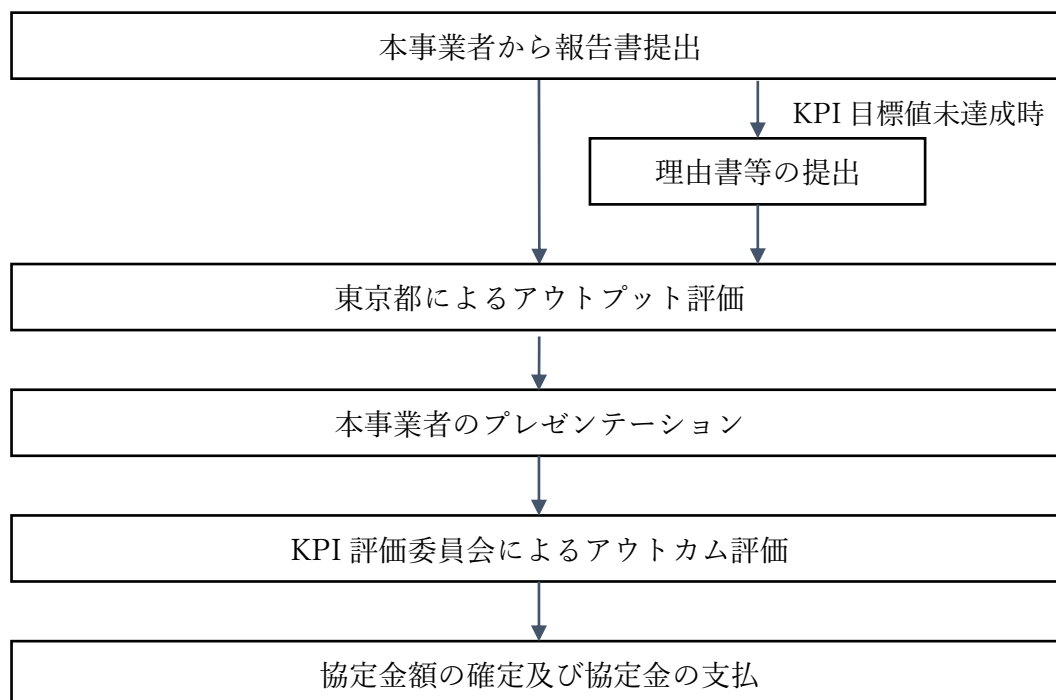 本事業者から報告書提出
KPI 目標値未達成時
理由書等の提出
東京都によるアウトプット評価
本事業者のプレゼンテーション
KPI 評価委員会によるアウトカム評価
協定金額の確定及び協定金の支払